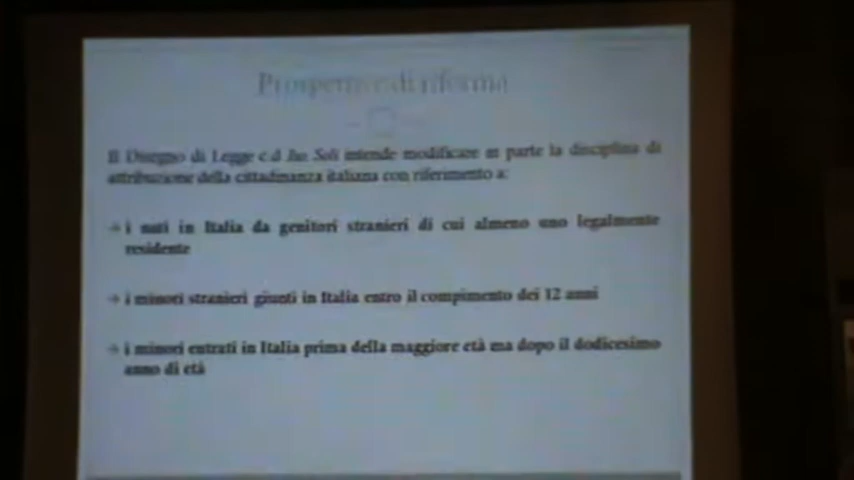 Prospettive di riforma
Il Disegno di Legge c.d Ius Soli intende modificare in parte la disciplina di
attribuzione della cittadinanza italiana con riferimento a:
i nati in Italia da genitori stranieri di cui almeno uno legalmente
residente
i minori stranieri giunti in Italia entro il compimento dei 12 anni
i minori entrati in Italia prima della maggiore età ma dopo il dodicesimo
anno di età